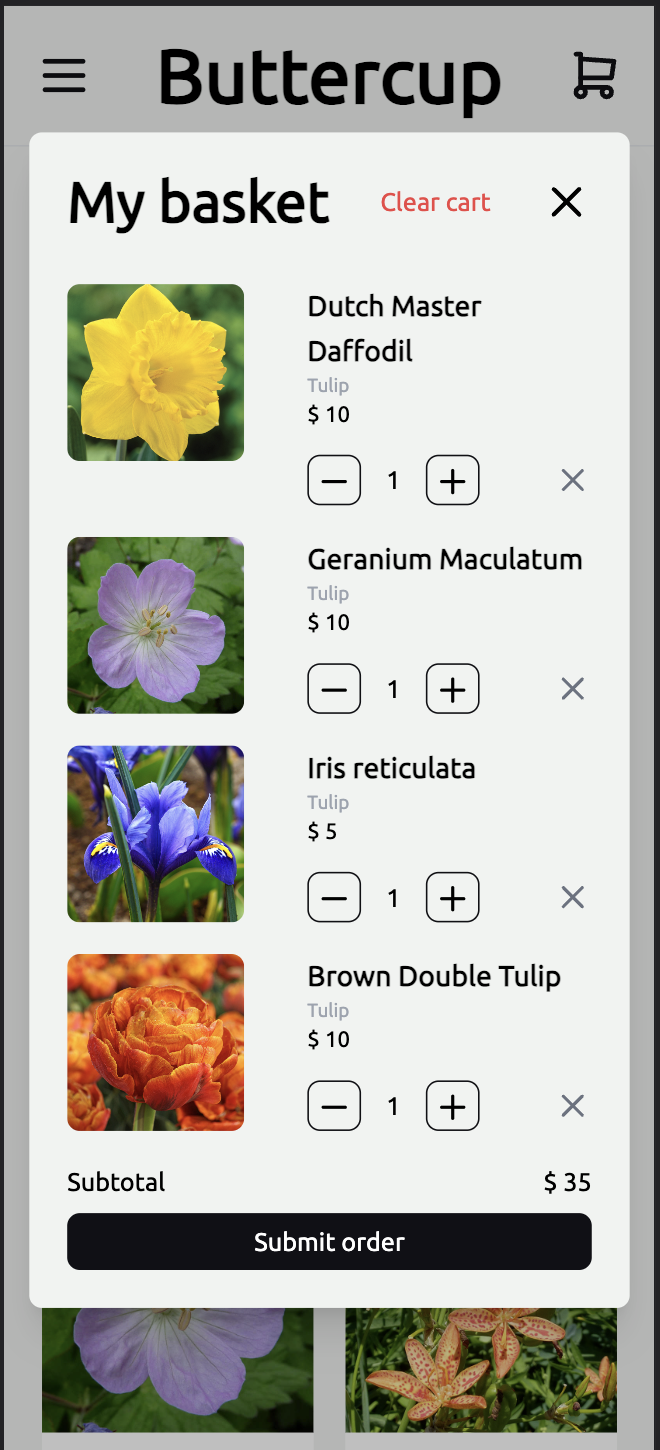 Buttercup
My basket
Clear cart
Dutch Master
Daffodil
Tulip
$ 10
1
Geranium Maculatum
Tulip
$ 10
1
Iris reticulata
Tulip
$ 5
1
Brown Double Tulip
Tulip
$ 10
1
Subtotal $ 35
Submit order